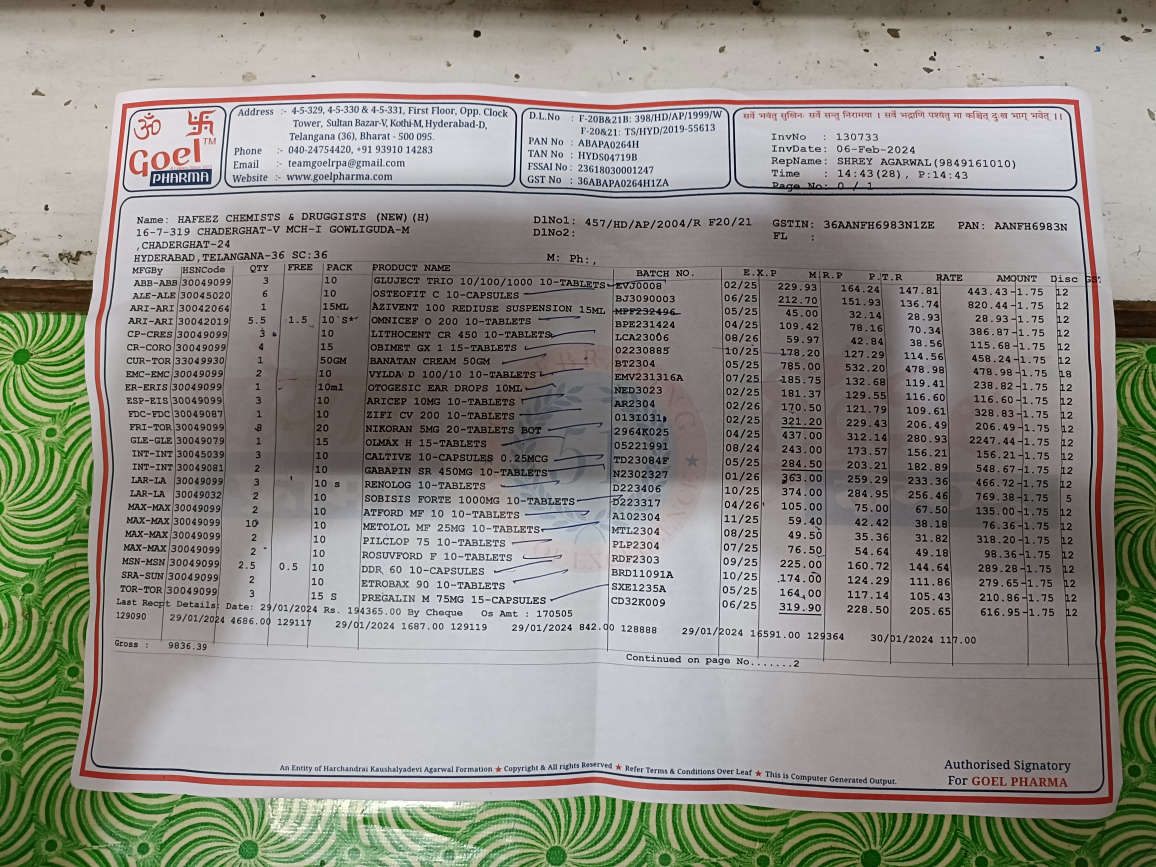 ॐ 卐
Goel™
PHARMA
Address :- 4-5-329, 4-5-330 & 4-5-331, First Floor, Opp. Clock
Tower, Sultan Bazar-V, Kothi-M, Hyderabad-D,
Telangana (36), Bharat - 500 095.
Phone :- 040-24754420, +91 93910 14283
Email :- teamgoelrpa@gmail.com
Website :- www.goelpharma.com
D.L.No : F-20B&21B: 398/HD/AP/1999/W
F-20&21: TS/HYD/2019-55613
PAN No : ABAPA0264H
TAN No : HYDS04719B
FSSAI No : 23618030001247
GST No : 36ABAPA0264H1ZA
सर्वे भवंतु सुखिनः सर्वे सन्तु निरामया । सर्वे भद्राणि पश्यंतु मा कश्चित् दुःख भाग् भवेत् ।।
InvNo : 130733
InvDate: 06-Feb-2024
RepName: SHREY AGARWAL(9849161010)
Time : 14:43(28), P:14:43
Page No: 0 / 1
Name: HAFEEZ CHEMISTS & DRUGGISTS (NEW)(H)
16-7-319 CHADERGHAT-V MCH-I GOWLIGUDA-M
,CHADERGHAT-24
HYDERABAD,TELANGANA-36 SC:36
DlNo1: 457/HD/AP/2004/R F20/21
DlNo2:
M: Ph:,
GSTIN: 36AANFH6983N1ZE PAN: AANFH6983N
FL :
MFGBy HSNCode QTY FREE PACK PRODUCT NAME BATCH NO. E.X.P M.R.P P.T.R RATE AMOUNT Disc GST
ABB-ABB 30049099 3 10 GLUJECT TRIO 10/100/1000 10-TABLETS EVJ0008 02/25 229.93 164.24 147.81 443.43 -1.75 12
ALE-ALE 30045020 6 10 OSTEOFIT C 10-CAPSULES BJ3090003 06/25 212.70 151.93 136.74 820.44 -1.75 12
ARI-ARI 30042064 1 15ML AZIVENT 100 REDIUSE SUSPENSION 15ML MPF232496 05/25 45.00 32.14 28.93 28.93 -1.75 12
ARI-ARI 30042019 5.5 1.5 10`S* OMNICEF O 200 10-TABLETS BPE231424 04/25 109.42 78.16 70.34 386.87 -1.75 12
CP-CRES 30049099 3 10 LITHOCENT CR 450 10-TABLETS LCA23006 08/26 59.97 42.84 38.56 115.68 -1.75 12
CR-CORO 30049099 4 15 OBIMET GX 1 15-TABLETS 02230885 10/25 178.20 127.29 114.56 458.24 -1.75 12
CUR-TOR 33049930 1 50GM BANATAN CREAM 50GM BT2304 05/25 785.00 532.20 478.98 478.98 -1.75 18
EMC-EMC 30049099 2 10 VYLDA D 100/10 10-TABLETS EMV231316A 07/25 185.75 132.68 119.41 238.82 -1.75 12
ER-ERIS 30049099 1 10ml OTOGESIC EAR DROPS 10ML NED3023 02/25 181.37 129.55 116.60 116.60 -1.75 12
ESP-EIS 30049099 3 10 ARICEP 10MG 10-TABLETS AR2304 02/26 170.50 121.79 109.61 328.83 -1.75 12
FDC-FDC 30049087 1 10 ZIFI CV 200 10-TABLETS 013I031 02/25 321.20 229.43 206.49 206.49 -1.75 12
FRI-TOR 30049099 8 20 NIKORAN 5MG 20-TABLETS BOT 2964K025 04/25 437.00 312.14 280.93 2247.44 -1.75 12
GLE-GLE 30049079 1 15 OLMAX H 15-TABLETS 05221991 08/24 243.00 173.57 156.21 156.21 -1.75 12
INT-INT 30045039 3 10 CALTIVE 10-CAPSULES 0.25MCG TD23084F 05/25 284.50 203.21 182.89 548.67 -1.75 12
INT-INT 30049081 2 10 GABAPIN SR 450MG 10-TABLETS N2302327 01/26 363.00 259.29 233.36 466.72 -1.75 12
LAR-LA 30049099 3 10 s RENOLOG 10-TABLETS D223406 10/25 374.00 284.95 256.46 769.38 -1.75 5
LAR-LA 30049032 2 10 SOBISIS FORTE 1000MG 10-TABLETS D223317 04/26 105.00 75.00 67.50 135.00 -1.75 12
MAX-MAX 30049099 2 10 ATFORD MF 10 10-TABLETS A102304 11/25 59.40 42.42 38.18 76.36 -1.75 12
MAX-MAX 30049099 10 10 METOLOL MF 25MG 10-TABLETS MTL2304 08/25 49.50 35.36 31.82 318.20 -1.75 12
MAX-MAX 30049099 2 10 PILCLOP 75 10-TABLETS PLP2304 07/25 76.50 54.64 49.18 98.36 -1.75 12
MAX-MAX 30049099 2 10 ROSUVFORD F 10-TABLETS RDF2303 09/25 225.00 160.72 144.64 289.28 -1.75 12
MSN-MSN 30049099 2.5 0.5 10 DDR 60 10-CAPSULES BRD11091A 10/25 174.00 124.29 111.86 279.65 -1.75 12
SRA-SUN 30049099 2 10 ETROBAX 90 10-TABLETS SXE1235A 05/25 164.00 117.14 105.43 210.86 -1.75 12
TOR-TOR 30049099 3 15 S PREGALIN M 75MG 15-CAPSULES CD32K009 06/25 319.90 228.50 205.65 616.95 -1.75 12
Last Recpt Details: Date: 29/01/2024 Rs. 194365.00 By Cheque Os Amt : 170505
129090 29/01/2024 4686.00 129117 29/01/2024 1687.00 129119 29/01/2024 842.00 128888 29/01/2024 16591.00 129364 30/01/2024 117.00
Gross : 9836.39
Continued on page No.......2
An Entity of Harchandrai Kaushalyadevi Agarwal Formation ★ Copyright & All rights Reserved ★ Refer Terms & Conditions Over Leaf ★ This is Computer Generated Output.
Authorised Signatory
For GOEL PHARMA